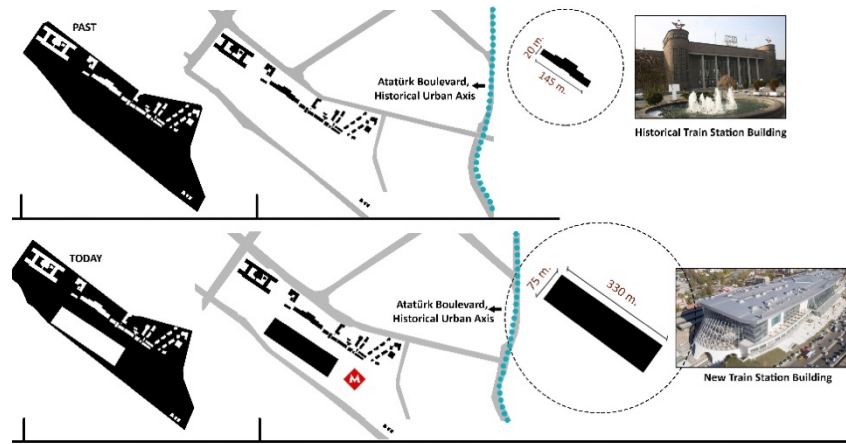 PAST
Atatürk Boulevard,
Historical Urban Axis
20 m.
145 m.
Historical Train Station Building
TODAY
Atatürk Boulevard,
Historical Urban Axis
75 m.
330 m.
M
New Train Station Building